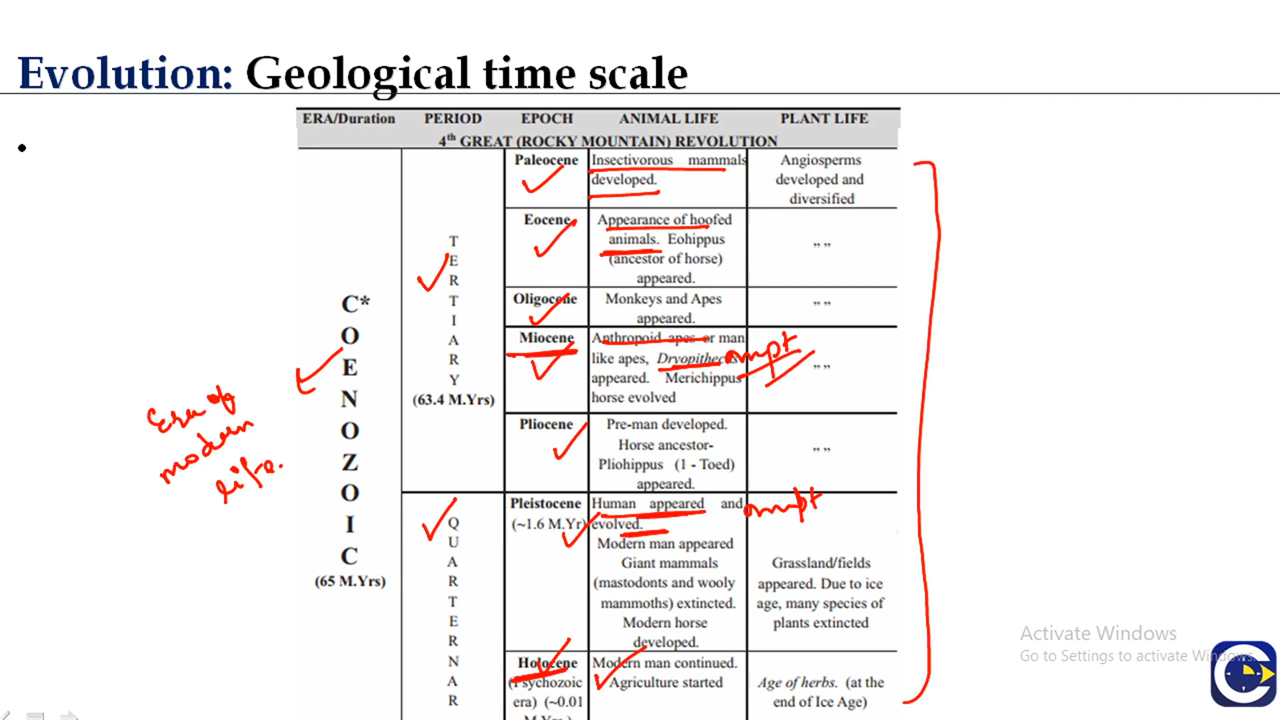 Evolution: Geological time scale
ERA/Duration PERIOD EPOCH ANIMAL LIFE PLANT LIFE
4th GREAT (ROCKY MOUNTAIN) REVOLUTION
COENOZOIC*
(65 M.Yrs)
Era of
modern
life.
TERTIARY
(63.4 M.Yrs)
Paleocene
Insectivorous mammals
developed.
Angiosperms
developed and
diversified
Eocene
Appearance of hoofed
animals. Eohippus
(ancestor of horse)
appeared.
,, ,,
Oligocene
Monkeys and Apes
appeared.
,, ,,
Miocene
Anthropoid apes or man
like apes, Dryopithecus
appeared. Merichippus
horse evolved
,, ,,
Pliocene
Pre-man developed.
Horse ancestor-
Pliohippus (1 - Toed)
appeared.
,, ,,
QUARTERNAR
Pleistocene
(~1.6 M.Yr)
Human appeared and
evolved.
Modern man appeared
Giant mammals
(mastodonts and wooly
mammoths) extincted.
Modern horse
developed.
Grassland/fields
appeared. Due to ice
age, many species of
plants extincted
Holocene
(Psychozoic
era) (~0.01
M.Yrs)
Modern man continued.
Agriculture started
Age of herbs. (at the
end of Ice Age)
Activate Windows
Go to Settings to activate Windows.